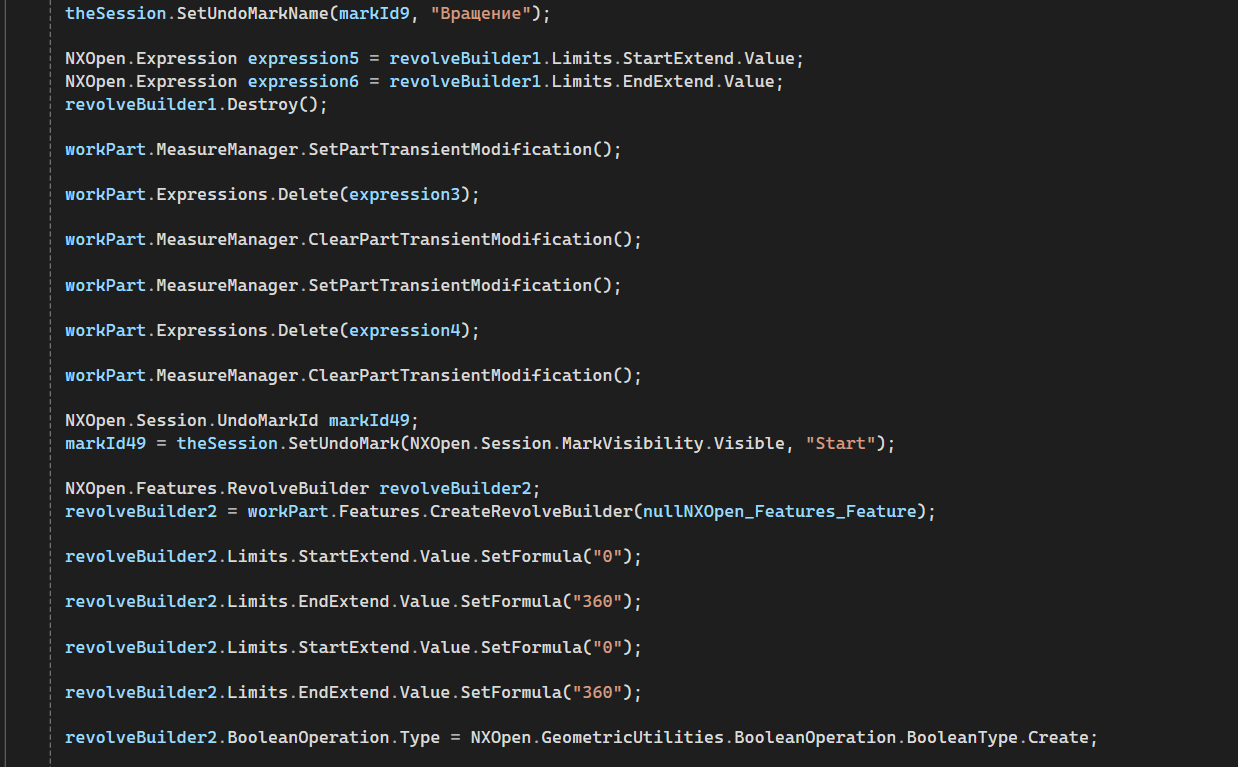 theSession.SetUndoMarkName(markId9, "Вращение");
NXOpen.Expression expression5 = revolveBuilder1.Limits.StartExtend.Value;
NXOpen.Expression expression6 = revolveBuilder1.Limits.EndExtend.Value;
revolveBuilder1.Destroy();
workPart.MeasureManager.SetPartTransientModification();
workPart.Expressions.Delete(expression3);
workPart.MeasureManager.ClearPartTransientModification();
workPart.MeasureManager.SetPartTransientModification();
workPart.Expressions.Delete(expression4);
workPart.MeasureManager.ClearPartTransientModification();
NXOpen.Session.UndoMarkId markId49;
markId49 = theSession.SetUndoMark(NXOpen.Session.MarkVisibility.Visible, "Start");
NXOpen.Features.RevolveBuilder revolveBuilder2;
revolveBuilder2 = workPart.Features.CreateRevolveBuilder(nullNXOpen_Features_Feature);
revolveBuilder2.Limits.StartExtend.Value.SetFormula("0");
revolveBuilder2.Limits.EndExtend.Value.SetFormula("360");
revolveBuilder2.Limits.StartExtend.Value.SetFormula("0");
revolveBuilder2.Limits.EndExtend.Value.SetFormula("360");
revolveBuilder2.BooleanOperation.Type = NXOpen.GeometricUtilities.BooleanOperation.BooleanType.Create;